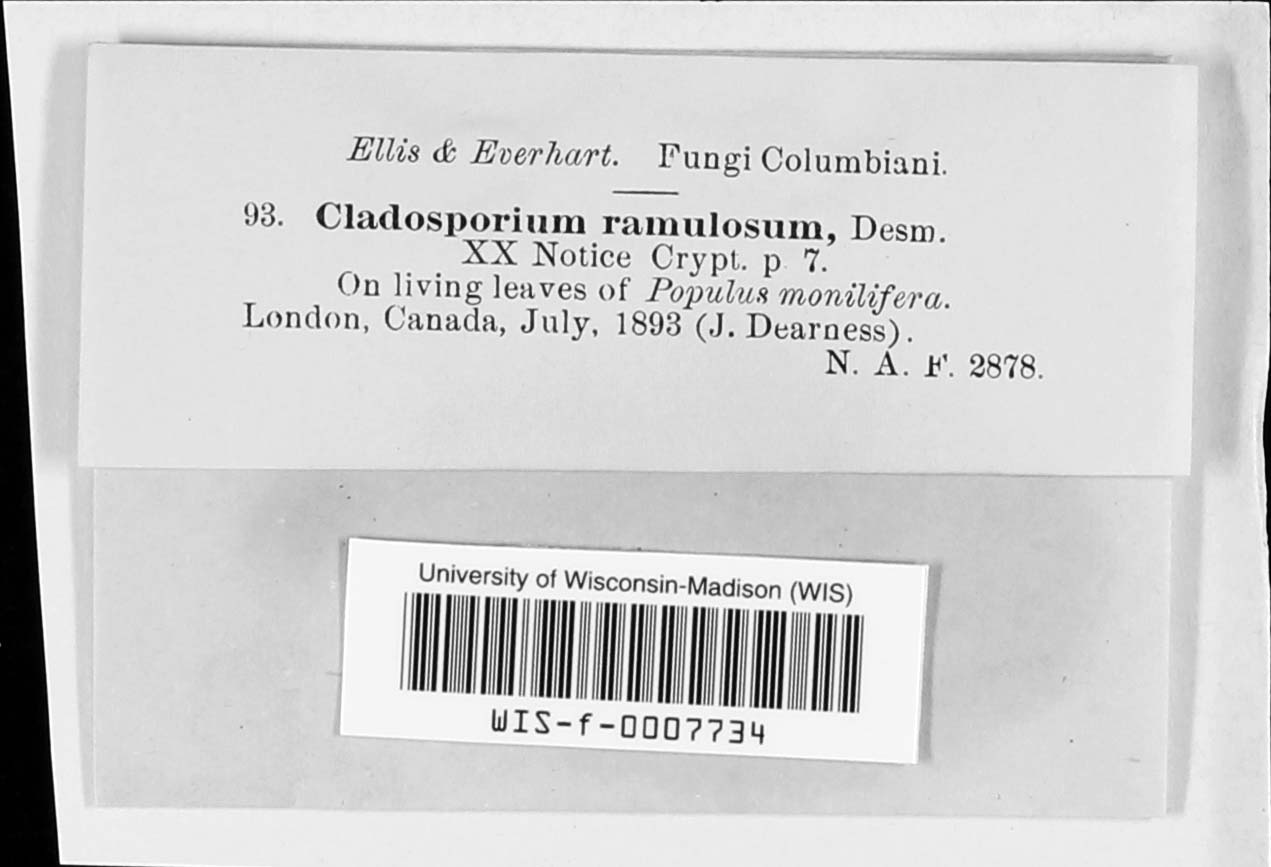 Ellis & Everhart. Fungi Columbiani.
93. Cladosporium ramulosum, Desm.
XX Notice Crypt. p 7.
On living leaves of Populus monilifera.
London, Canada, July, 1893 (J. Dearness).
N. A. F. 2878.
University of Wisconsin-Madison (WIS)
WIS-f-0007734